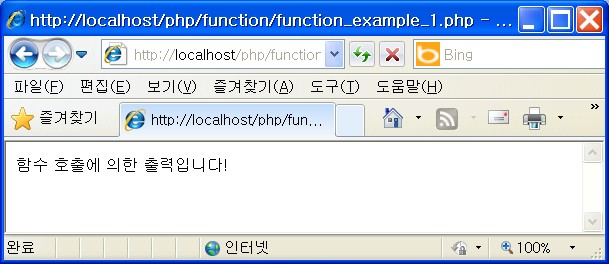 http://localhost/php/function/function_example_1.php - ...
http://localhost/php/function
Bing
파일(F) 편집(E) 보기(V) 즐겨찾기(A) 도구(T) 도움말(H)
즐겨찾기 http://localhost/php/fun... »
함수 호출에 의한 출력입니다!
완료 인터넷 100%